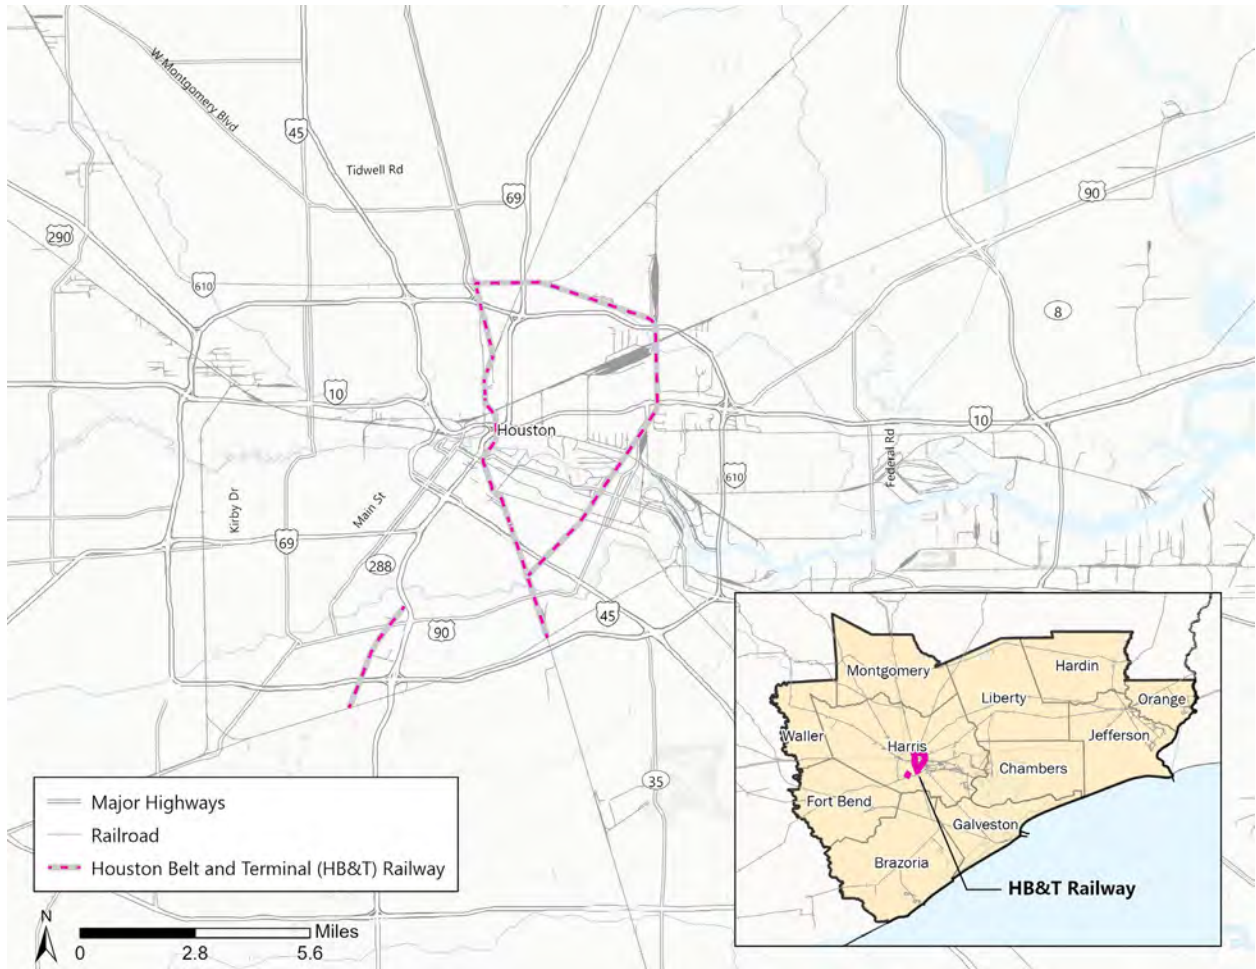 W Montgomery Blvd
45
Tidwell Rd
69
90
290
610
8
10
Houston
10
Federal Rd
610
Kirby Dr
Main St
69
288
45
90
35
Major Highways
Railroad
Houston Belt and Terminal (HB&T) Railway
N
Miles
0 2.8 5.6
Montgomery
Hardin
Liberty
Orange
Waller
Harris
Jefferson
Chambers
Fort Bend
Galveston
Brazoria
HB&T Railway